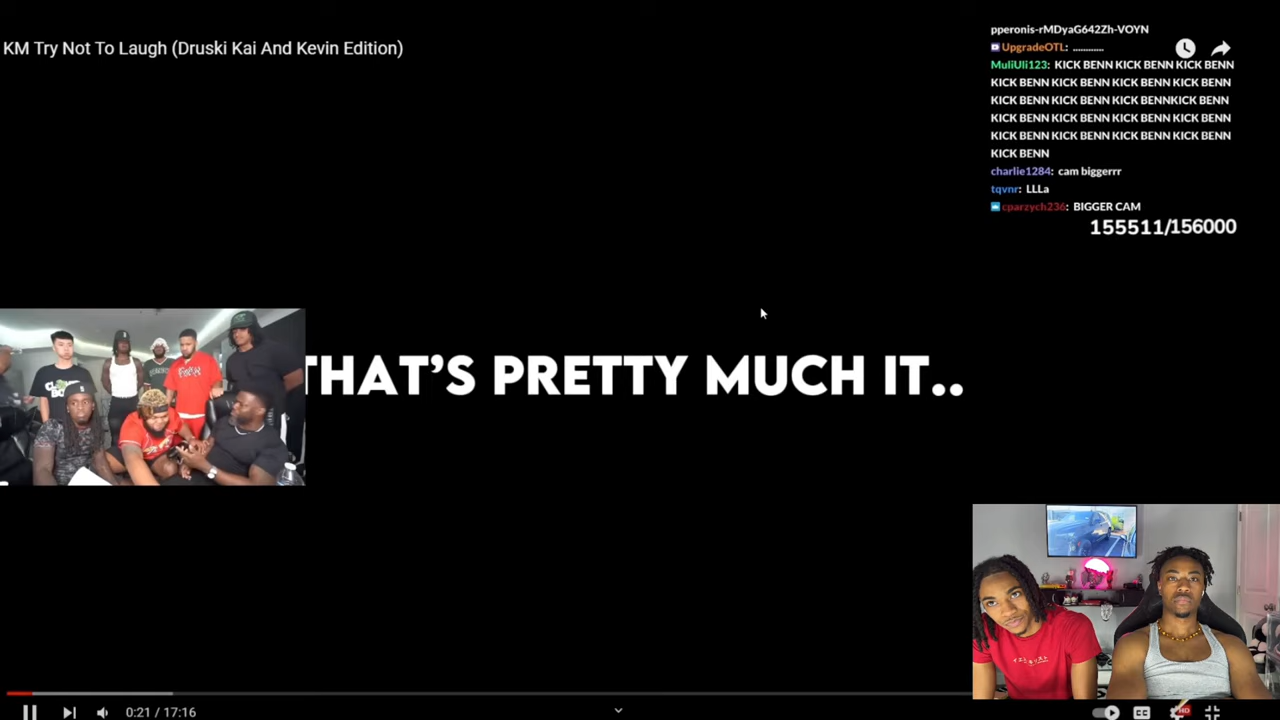 KM Try Not To Laugh (Druski Kai And Kevin Edition)
pperonis-rMDyaG642Zh-VOYN
UpgradeOTL: ............
MuliUli123: KICK BENN KICK BENN KICK BENN
KICK BENN KICK BENN KICK BENN KICK BENN
KICK BENN KICK BENN KICK BENNKICK BENN
KICK BENN KICK BENN KICK BENN KICK BENN
KICK BENN KICK BENN KICK BENN KICK BENN
KICK BENN
charlie1284: cam biggerrr
tqvnr: LLLa
cparzych236: BIGGER CAM
155511/156000
THAT'S PRETTY MUCH IT..
0:21 / 17:16
CC
HD